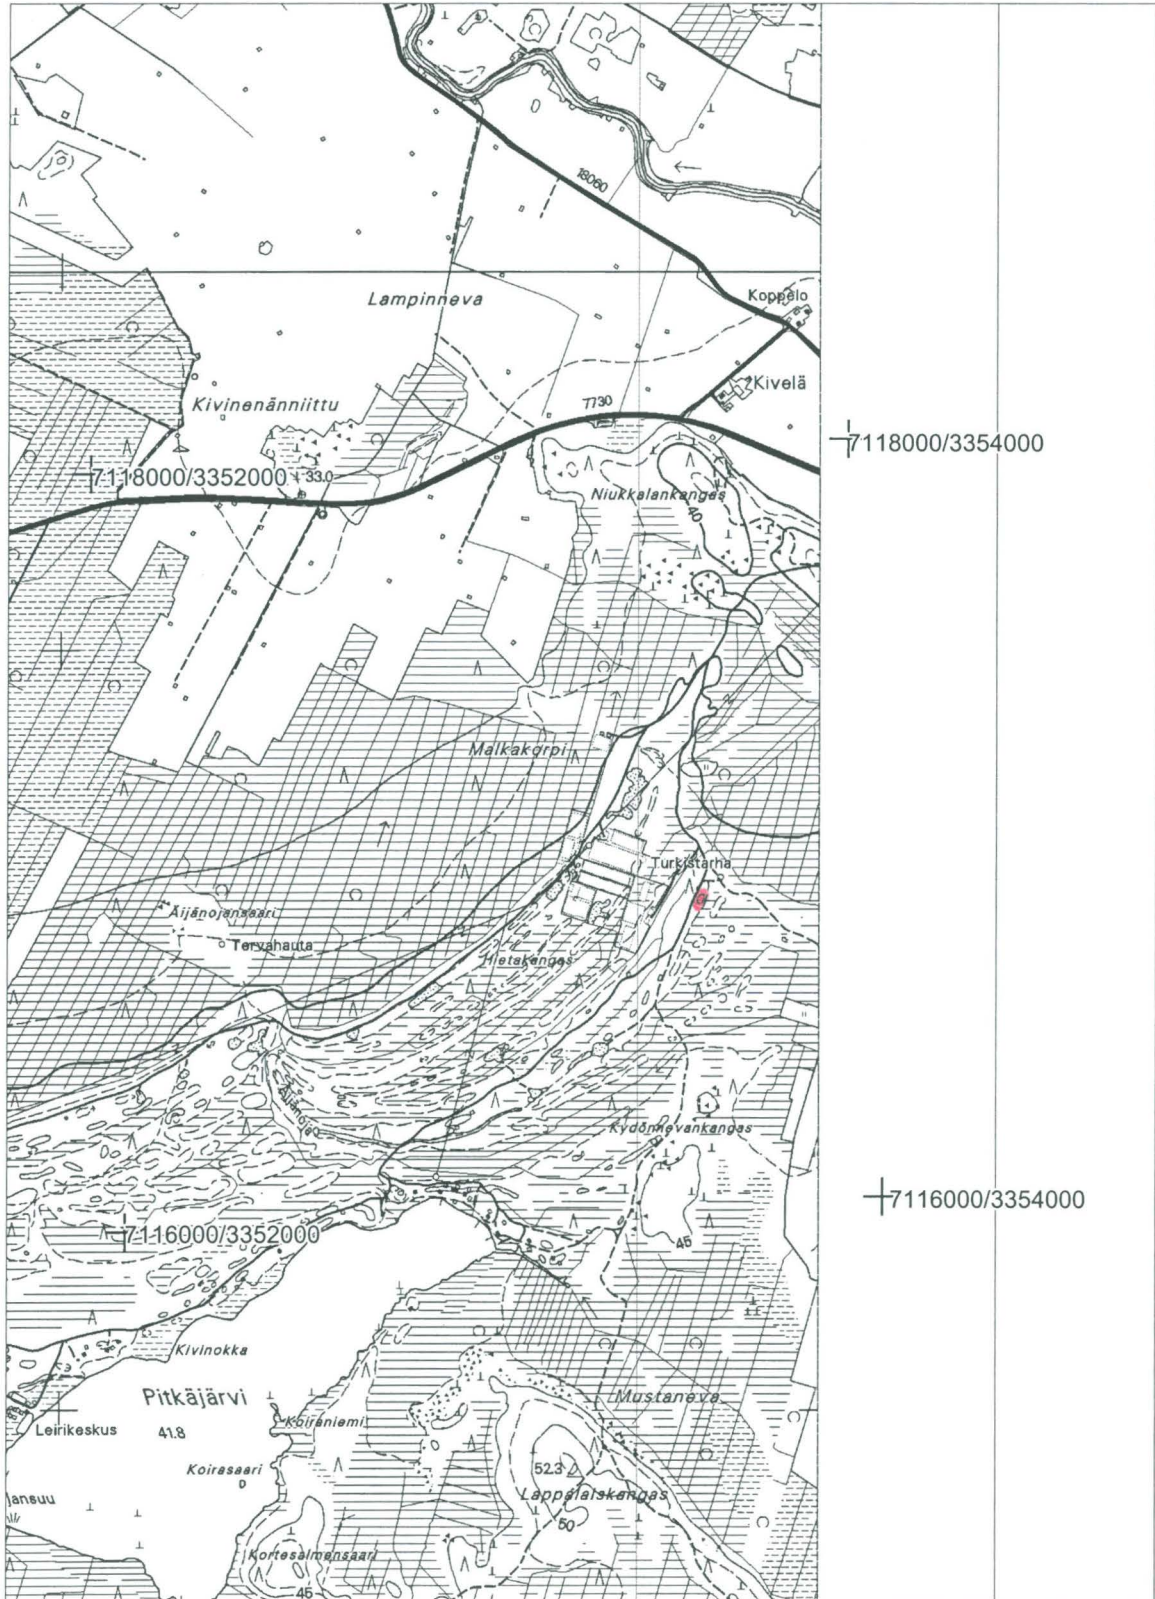 18060
Koppelo
Lampinneva
Kivelä
7730
Kivinenänniittu
7118000/3354000
7118000/3352000
33.0
Niukkalankangas
40
Malkakorpi
Turkistarha
Äijänojansaari
Tervahauta
Hietakangas
Äijänoja
Kydönnevankangas
7116000/3354000
7116000/3352000
45
Kivinokka
Pitkäjärvi
Mustaneva
Koiraniemi
Leirikeskus
41.8
Koirasaari
52.3
Lappalaiskangas
jansuu
50
Kortesalmensaari
45